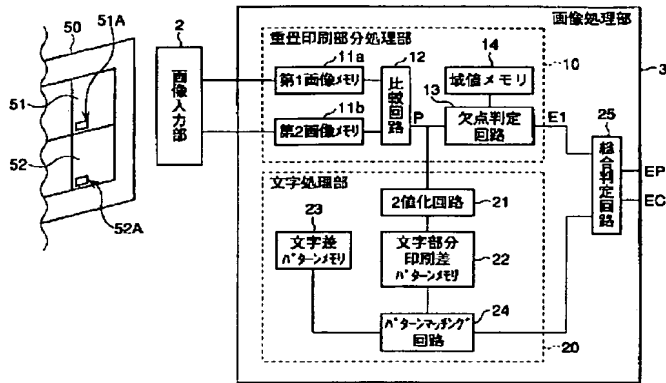 50
51A
51
52
52A
2
画像入力部
画像処理部
3
重畳印刷部分処理部
10
11a
第1画像メモリ
11b
第2画像メモリ
12
比較回路
P
14
域値メモリ
13
欠点判定
回路
E1
25
総合判定回路
EP
EC
文字処理部
20
2値化回路
21
23
文字差
パターンメモリ
文字部分
印刷差
パターンメモリ
22
パターンマッチング
回路
24